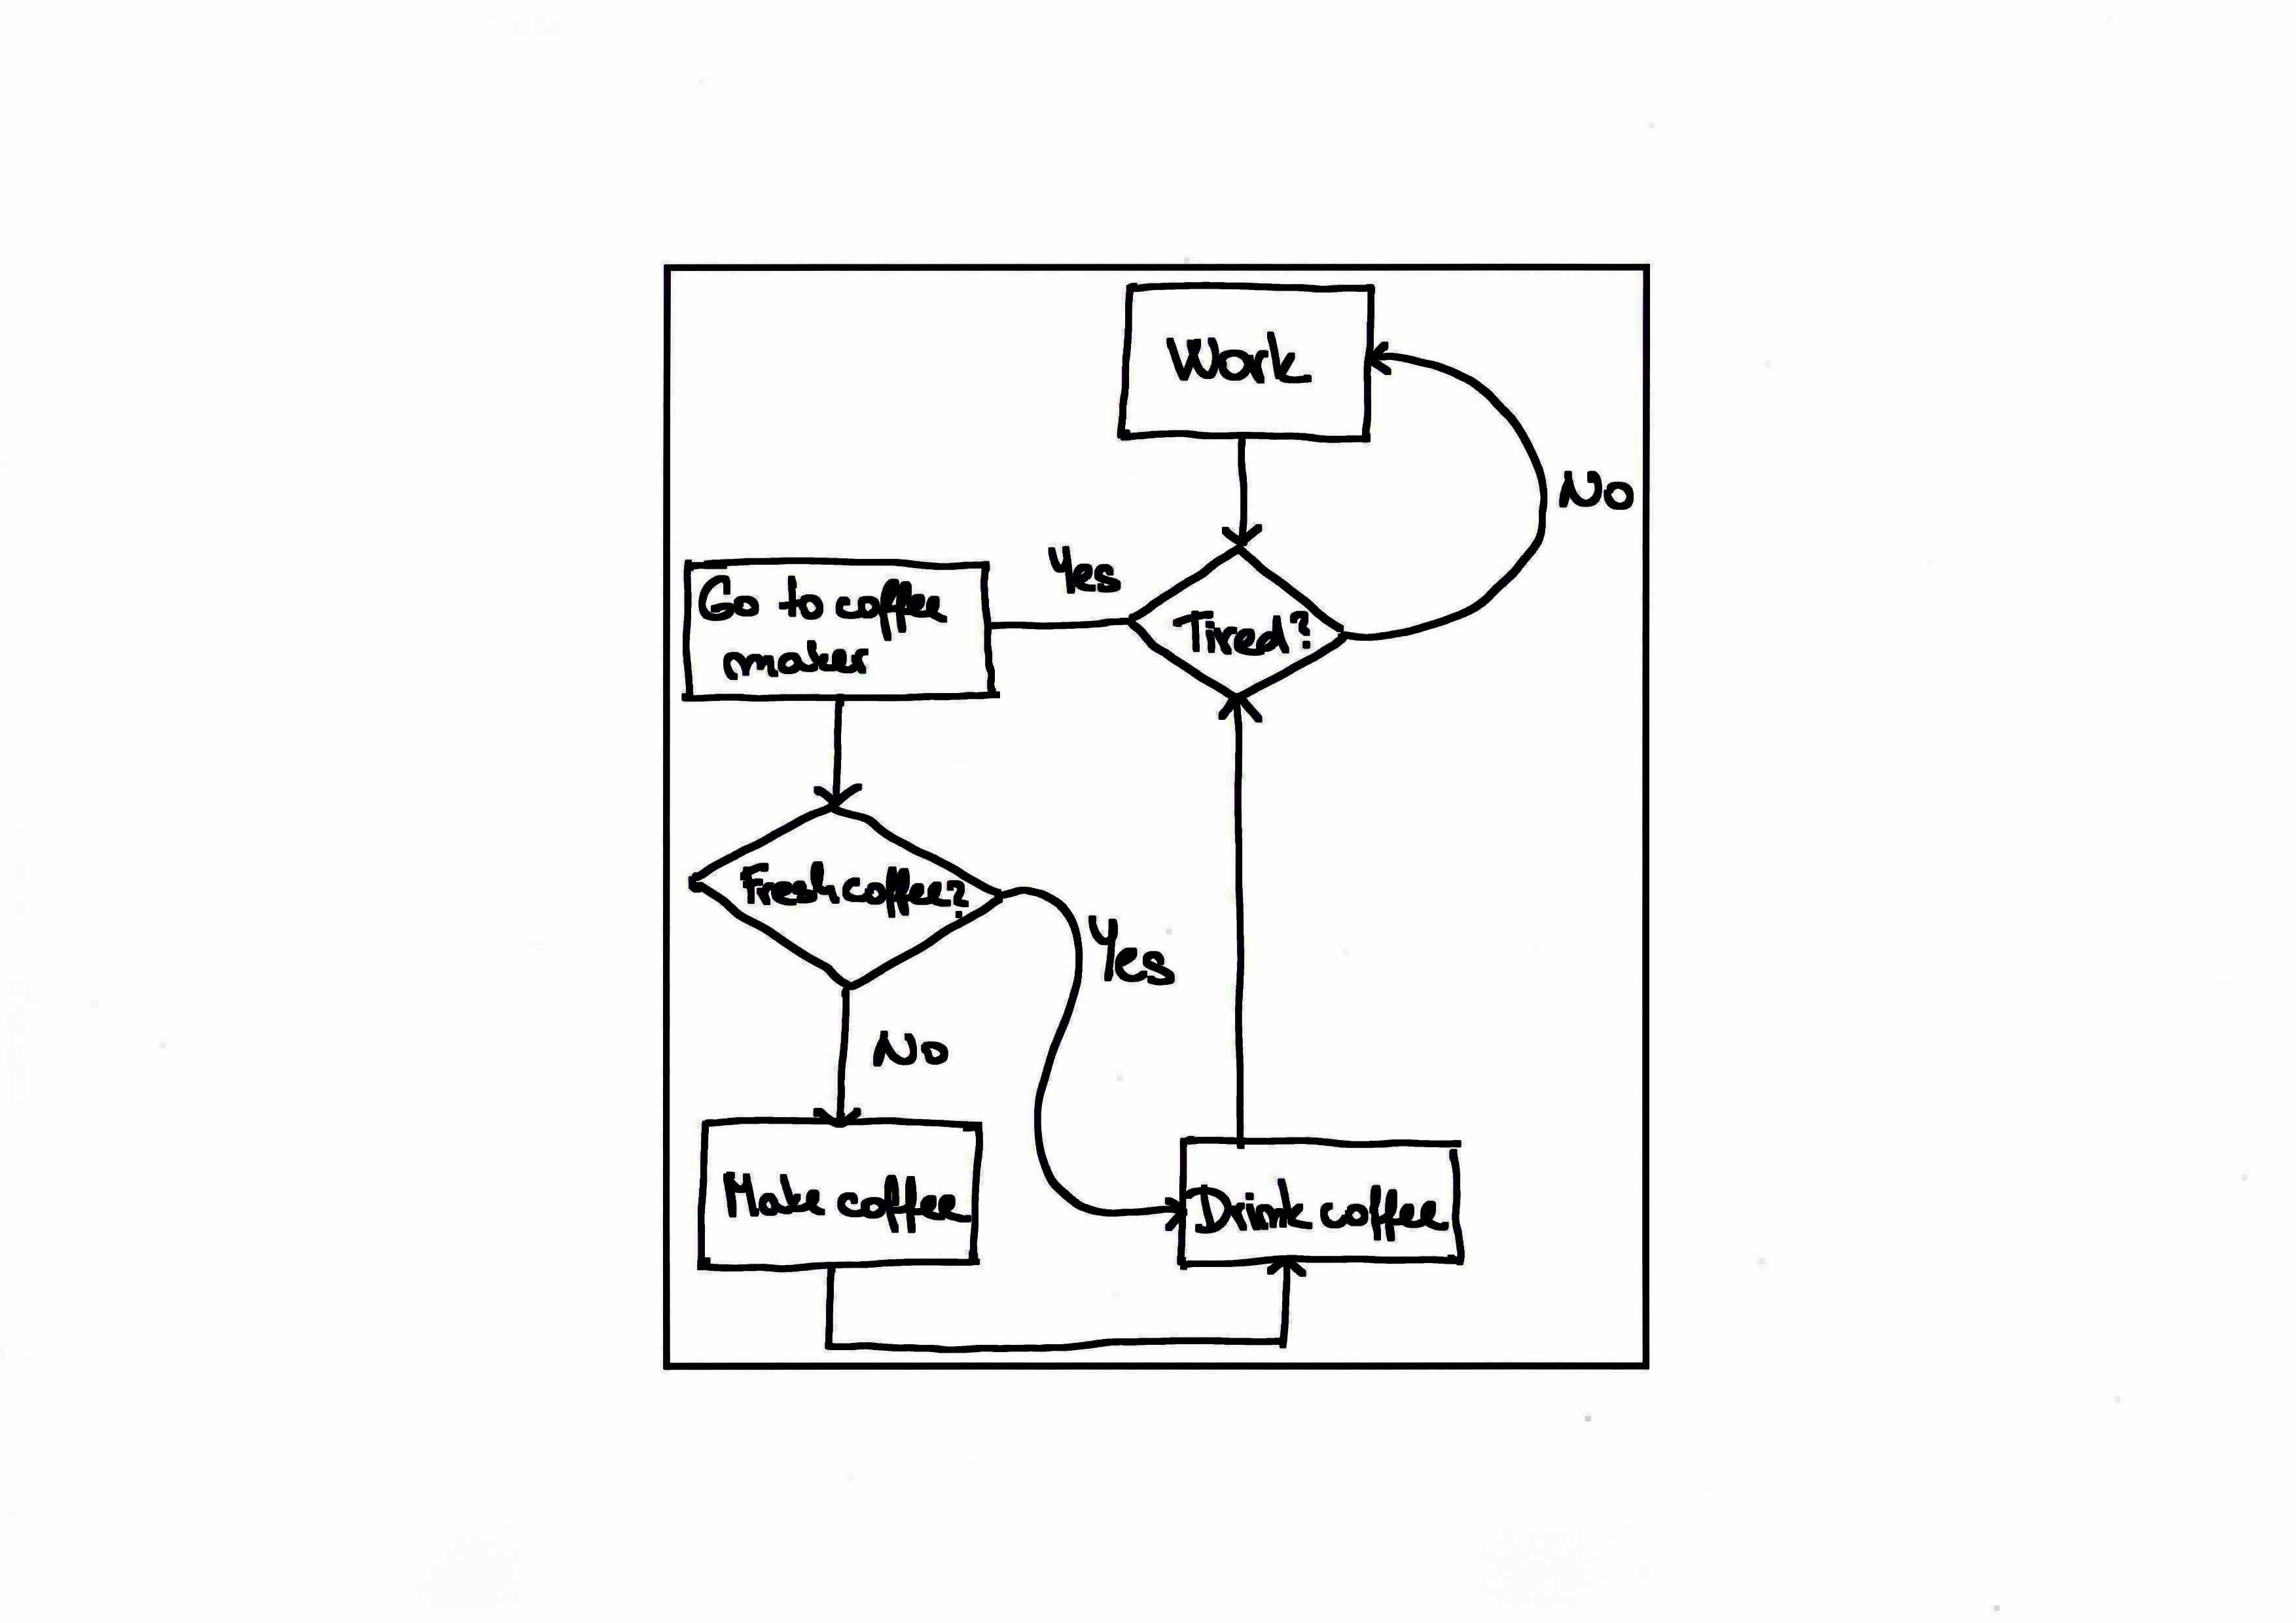 Work
No
Yes
Go to coffee
maker
Tired?
Fresh coffee?
Yes
No
Make coffee
Drink coffee